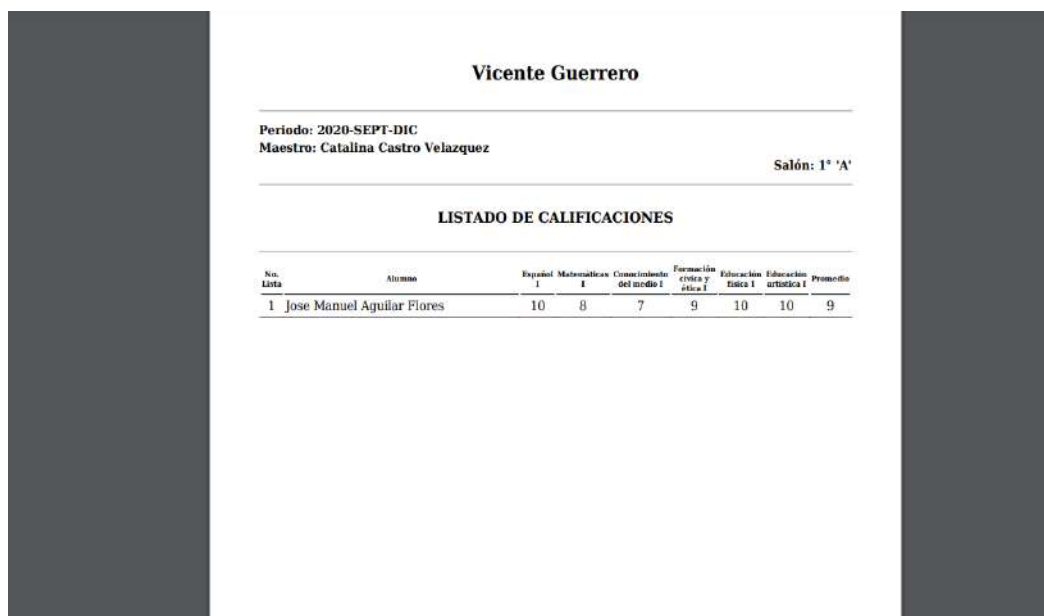 Vicente Guerrero
Periodo: 2020-SEPT-DIC
Maestro: Catalina Castro Velazquez
Salón: 1° 'A'
LISTADO DE CALIFICACIONES
No. Lista Alumno Español I Matemáticas I Conocimiento del medio I Formación cívica y ética I Educación física I Educación artística I Promedio
1 Jose Manuel Aguilar Flores 10 8 7 9 10 10 9